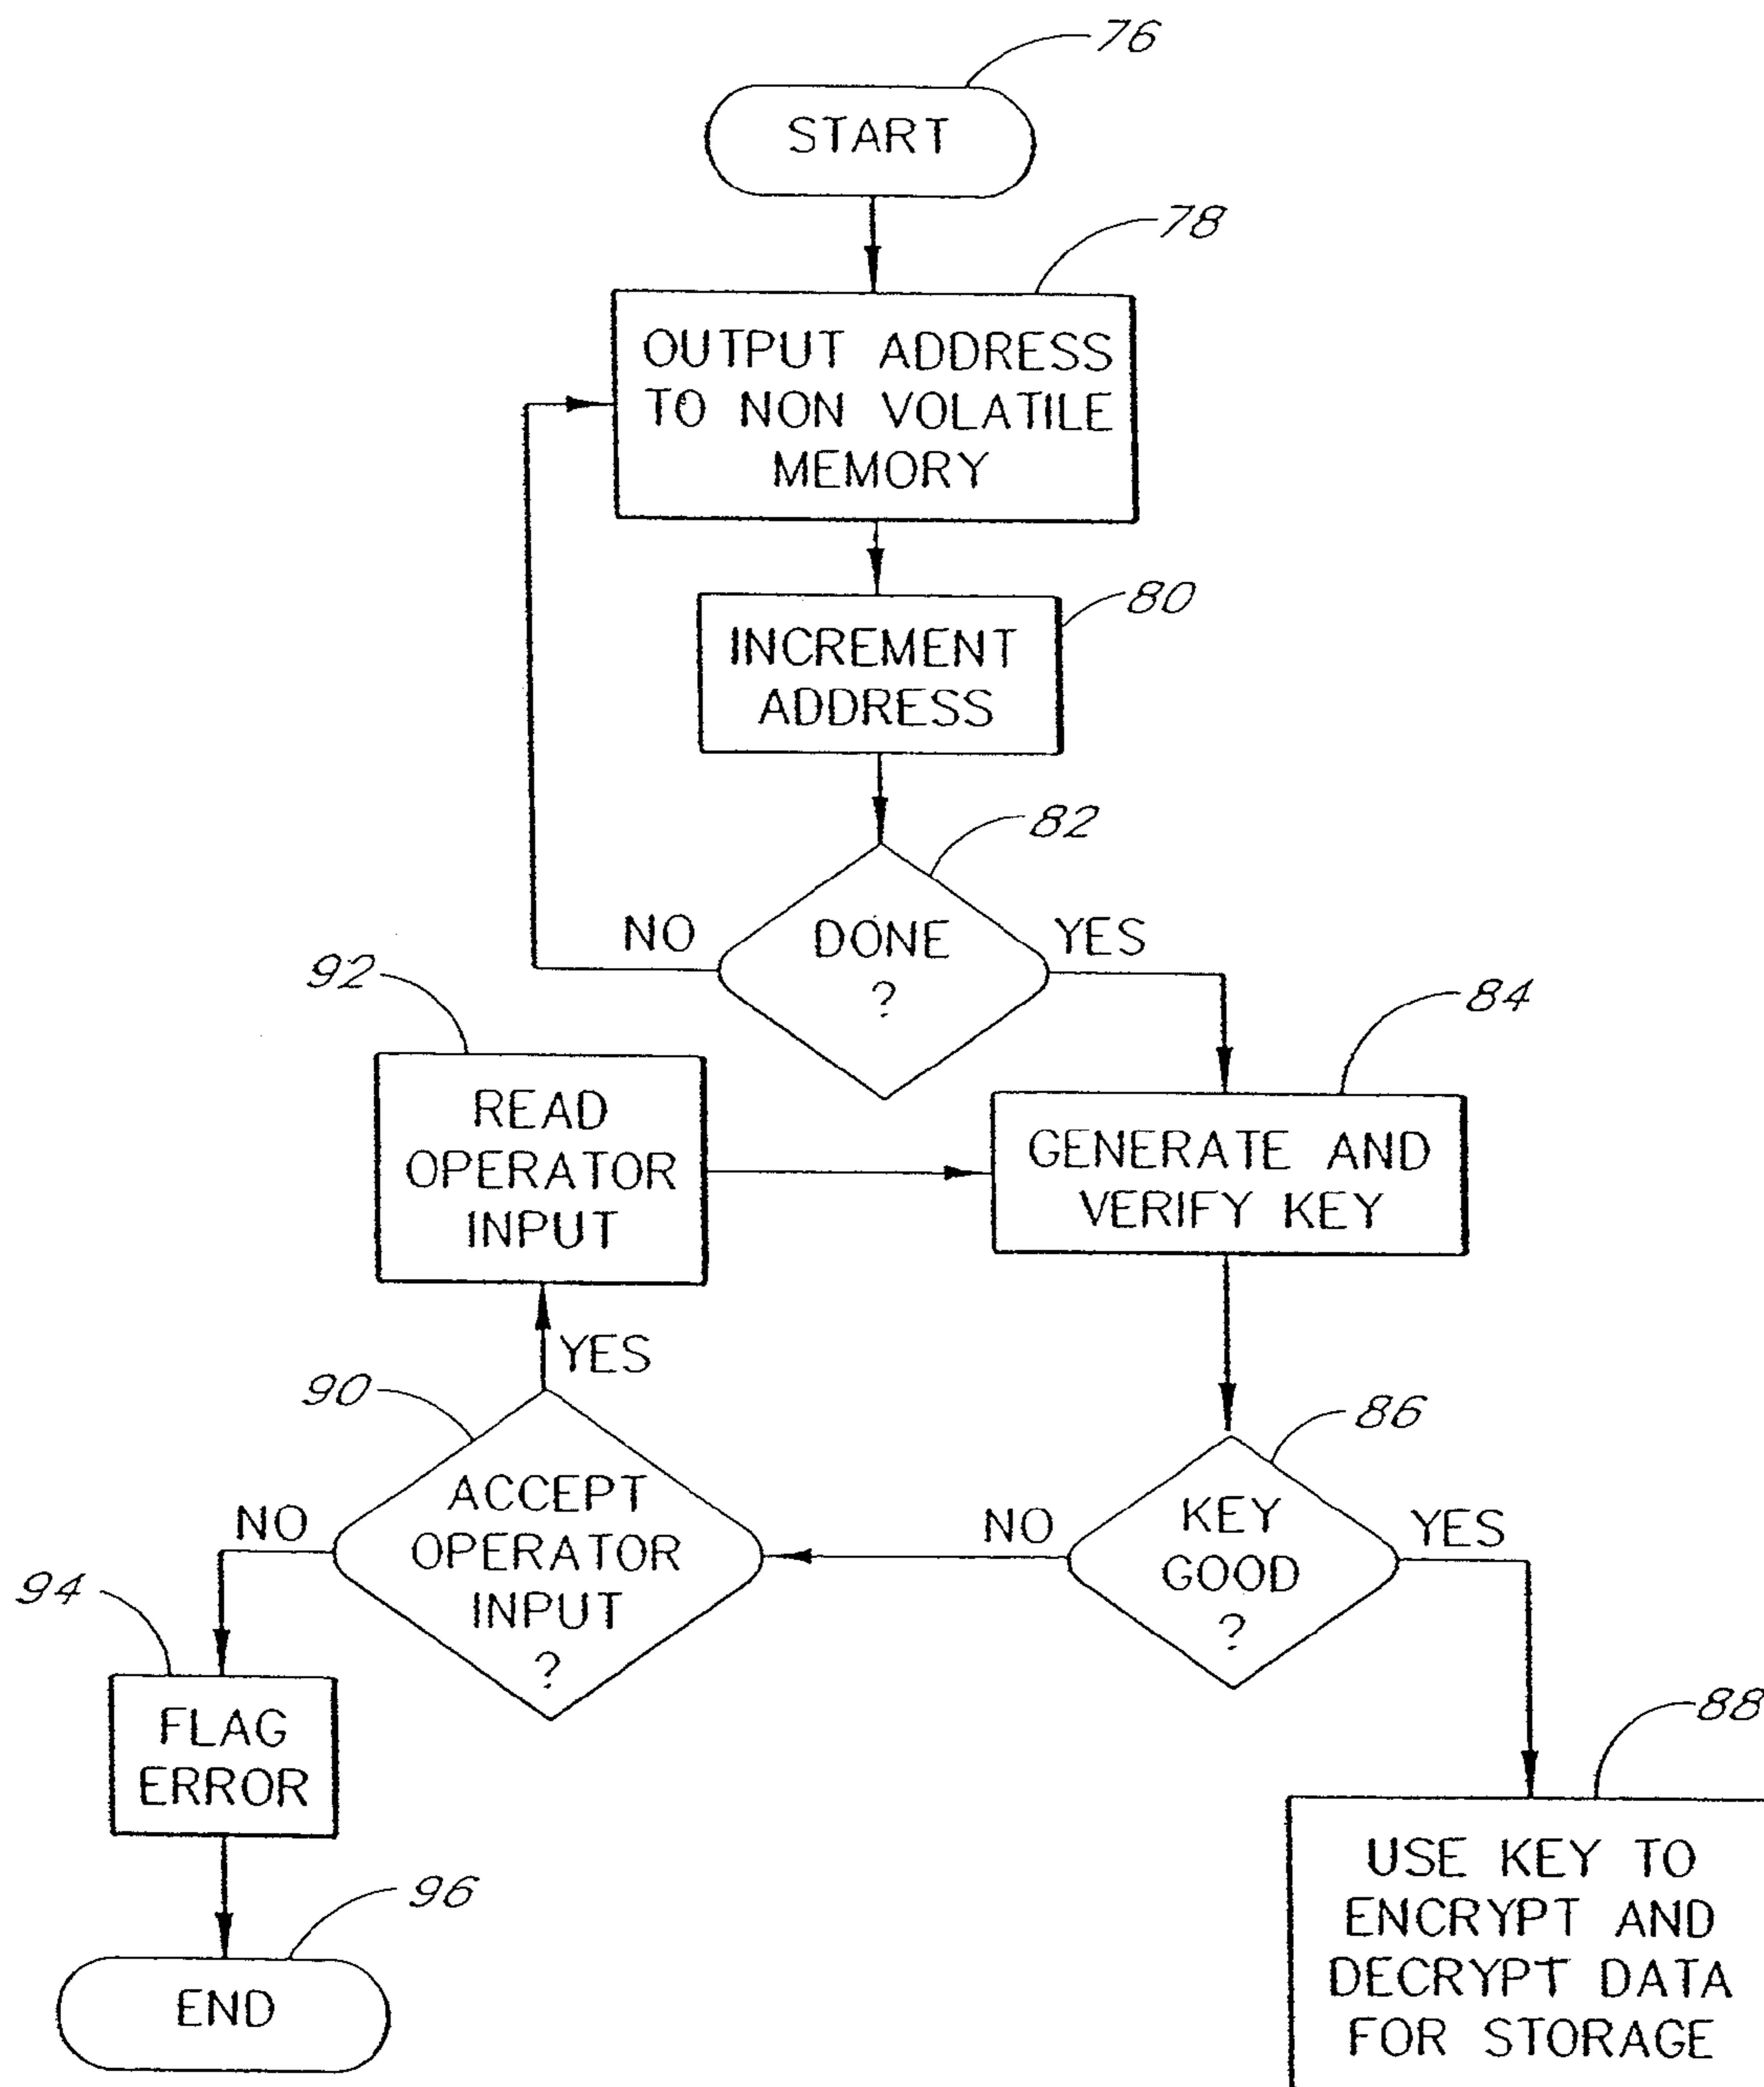 76
START
78
OUTPUT ADDRESS
TO NON VOLATILE
MEMORY
80
INCREMENT
ADDRESS
82
DONE
?
NO
YES
92
84
READ
OPERATOR
INPUT
GENERATE AND
VERIFY KEY
YES
90
86
ACCEPT
OPERATOR
INPUT
?
NO
KEY
GOOD
?
NO
YES
94
FLAG
ERROR
88
USE KEY TO
ENCRYPT AND
DECRYPT DATA
FOR STORAGE
96
END